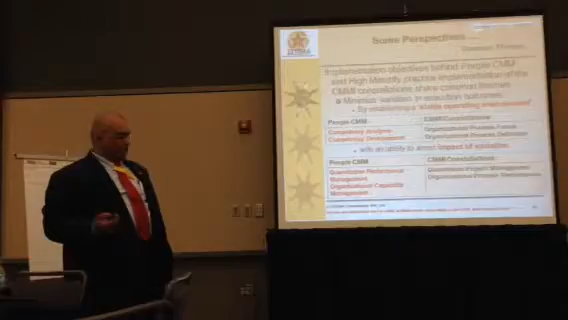 Some Perspectives...
Implementation objectives behind People CMM
and High Maturity practice implementation of the
CMMI constellations share common themes
Minimize variation in execution outcomes.
By establishing a "stable operating environment"
People CMM
CMMI Constellations
Competency Analysis
Competency Development
Organizational Process Focus
Organizational Process Definition
with an ability to arrest impact of variation.
People CMM
CMMI Constellations
Quantitative Performance
Management
Organizational Capability
Management
Quantitative Project Management
Organizational Process Performance